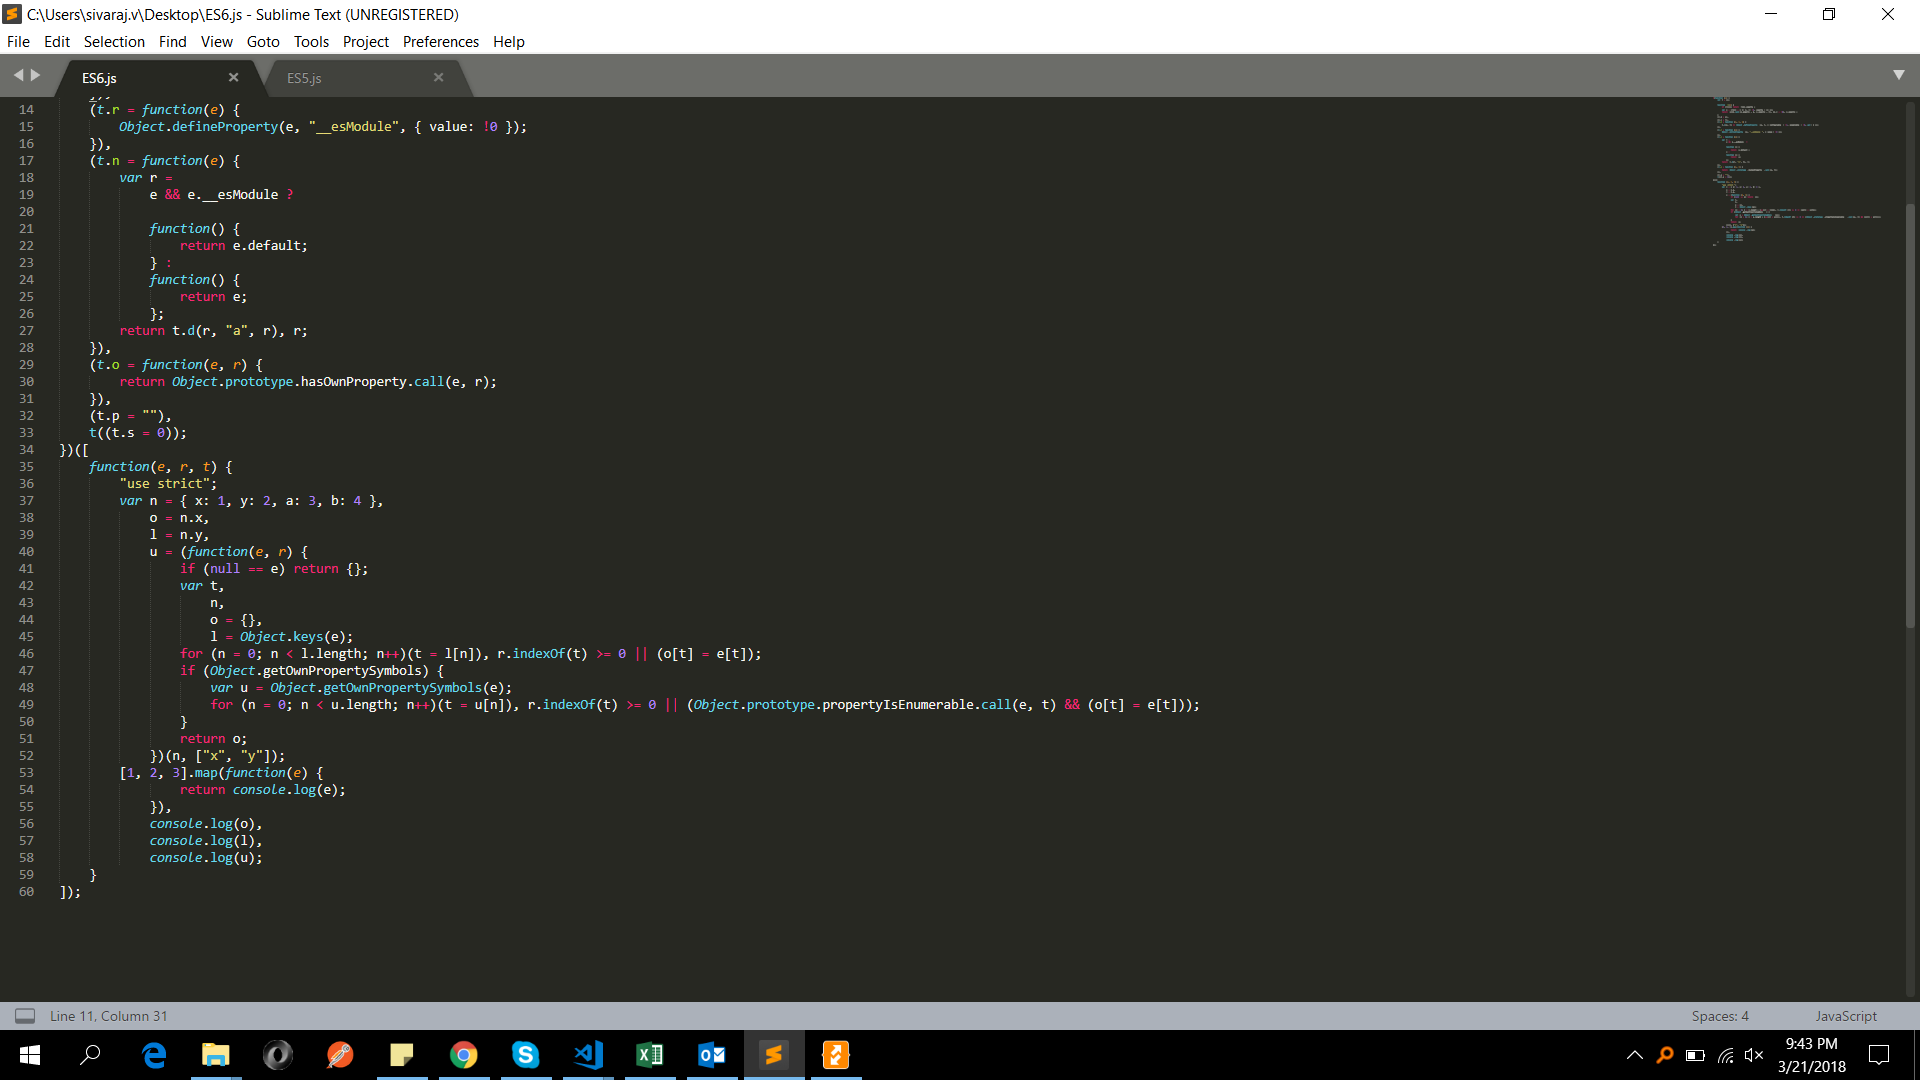 C:\Users\sivaraj.v\Desktop\ES6.js - Sublime Text (UNREGISTERED)
File Edit Selection Find View Goto Tools Project Preferences Help
ES6.js ES5.js
14 (t.r = function(e) {
15 Object.defineProperty(e, "__esModule", { value: !0 });
16 }),
17 (t.n = function(e) {
18 var r =
19 e && e.__esModule ?
20
21 function() {
22 return e.default;
23 } :
24 function() {
25 return e;
26 };
27 return t.d(r, "a", r), r;
28 }),
29 (t.o = function(e, r) {
30 return Object.prototype.hasOwnProperty.call(e, r);
31 }),
32 (t.p = ""),
33 t((t.s = 0));
34 })([
35 function(e, r, t) {
36 "use strict";
37 var n = { x: 1, y: 2, a: 3, b: 4 },
38 o = n.x,
39 l = n.y,
40 u = (function(e, r) {
41 if (null == e) return {};
42 var t,
43 n,
44 o = {},
45 l = Object.keys(e);
46 for (n = 0; n < l.length; n++)(t = l[n]), r.indexOf(t) >= 0 || (o[t] = e[t]);
47 if (Object.getOwnPropertySymbols) {
48 var u = Object.getOwnPropertySymbols(e);
49 for (n = 0; n < u.length; n++)(t = u[n]), r.indexOf(t) >= 0 || (Object.prototype.propertyIsEnumerable.call(e, t) && (o[t] = e[t]));
50 }
51 return o;
52 })(n, ["x", "y"]);
53 [1, 2, 3].map(function(e) {
54 return console.log(e);
55 }),
56 console.log(o),
57 console.log(l),
58 console.log(u);
59 }
60 ]);
Line 11, Column 31 Spaces: 4 JavaScript
9:43 PM
3/21/2018